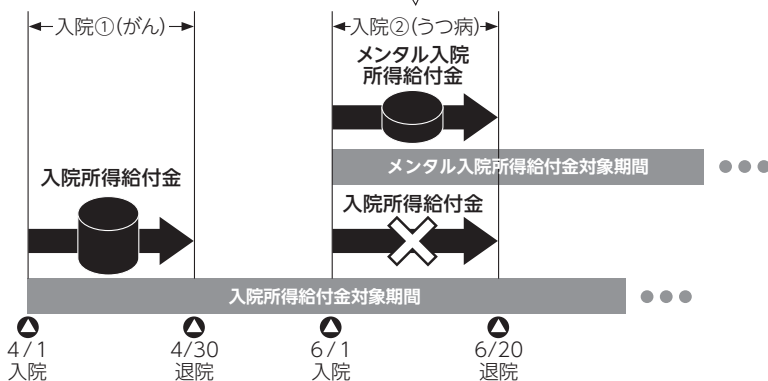 入院①(がん)
入院②(うつ病)
メンタル入院
所得給付金
メンタル入院所得給付金対象期間
入院所得給付金
入院所得給付金
入院所得給付金対象期間
4/1
入院
4/30
退院
6/1
入院
6/20
退院